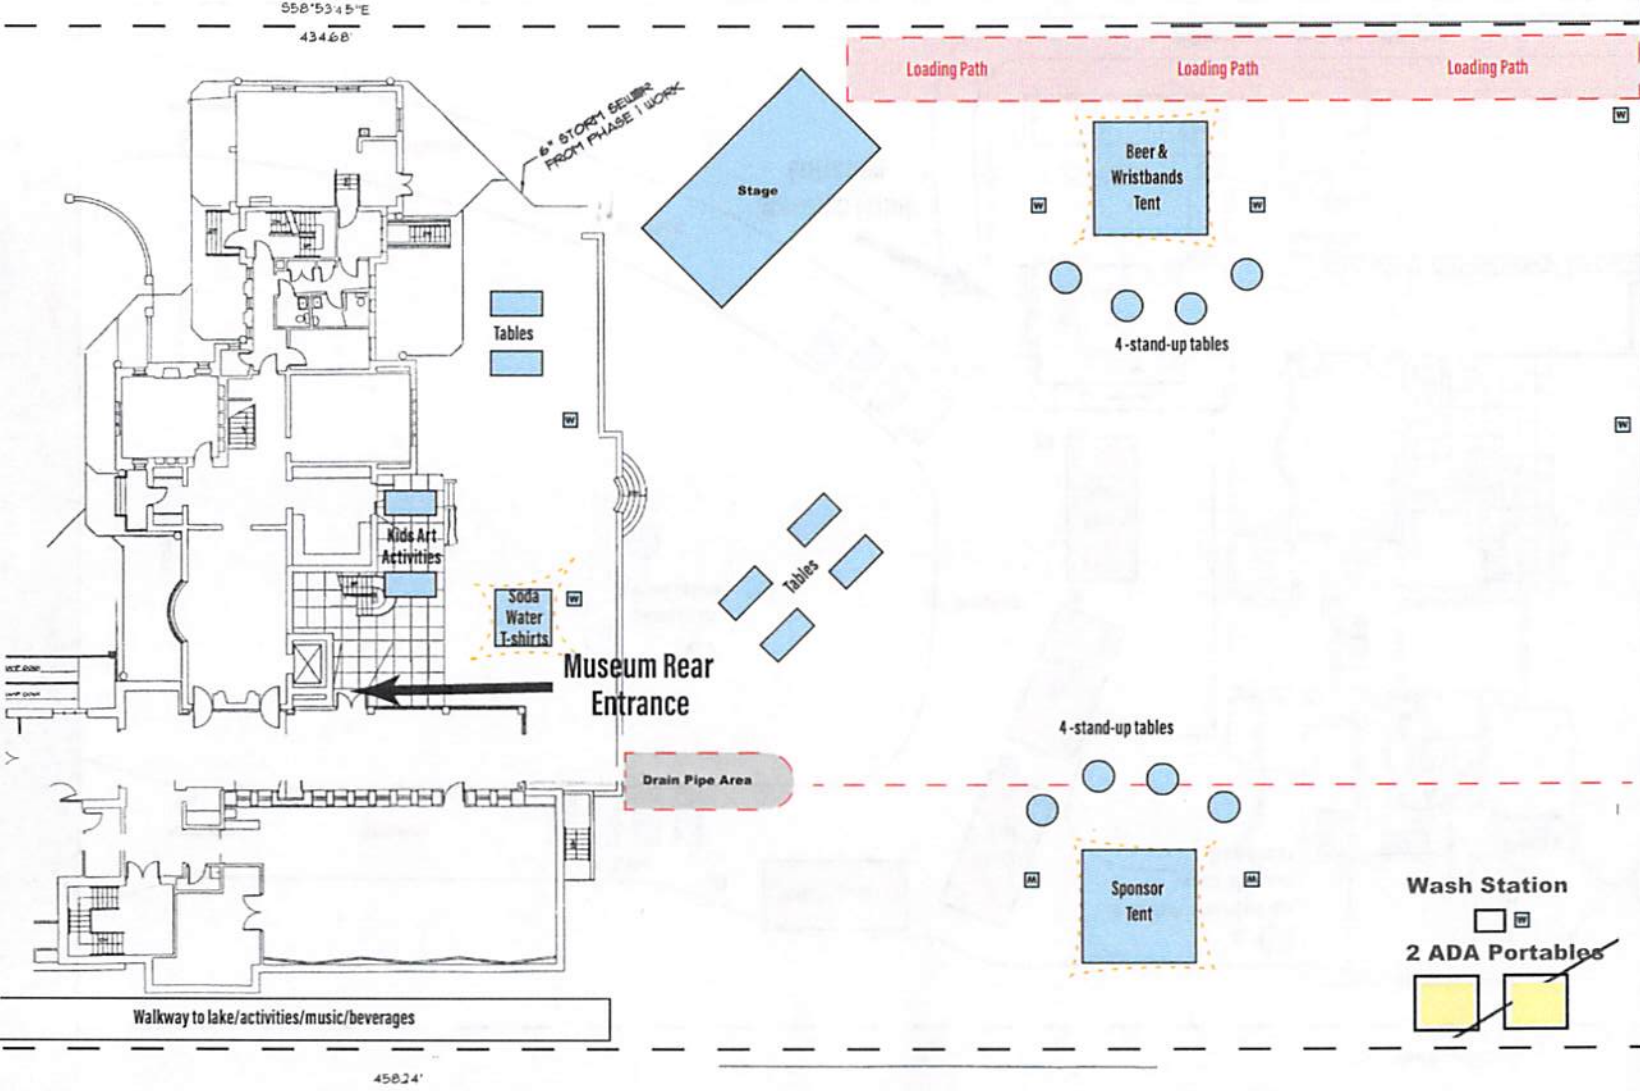 S58°53'45"E
434.68'
Loading Path
Loading Path
Loading Path
6" STORM SEWER
FROM PHASE I WORK
W
Beer &
Wristbands
Tent
Stage
W
W
Tables
4-stand-up tables
W
W
Kids Art
Activities
Tables
Soda
Water
T-shirts
W
Museum Rear
Entrance
4-stand-up tables
Drain Pipe Area
W
W
Sponsor
Tent
Wash Station
W
2 ADA Portables
Walkway to lake/activities/music/beverages
458.24'